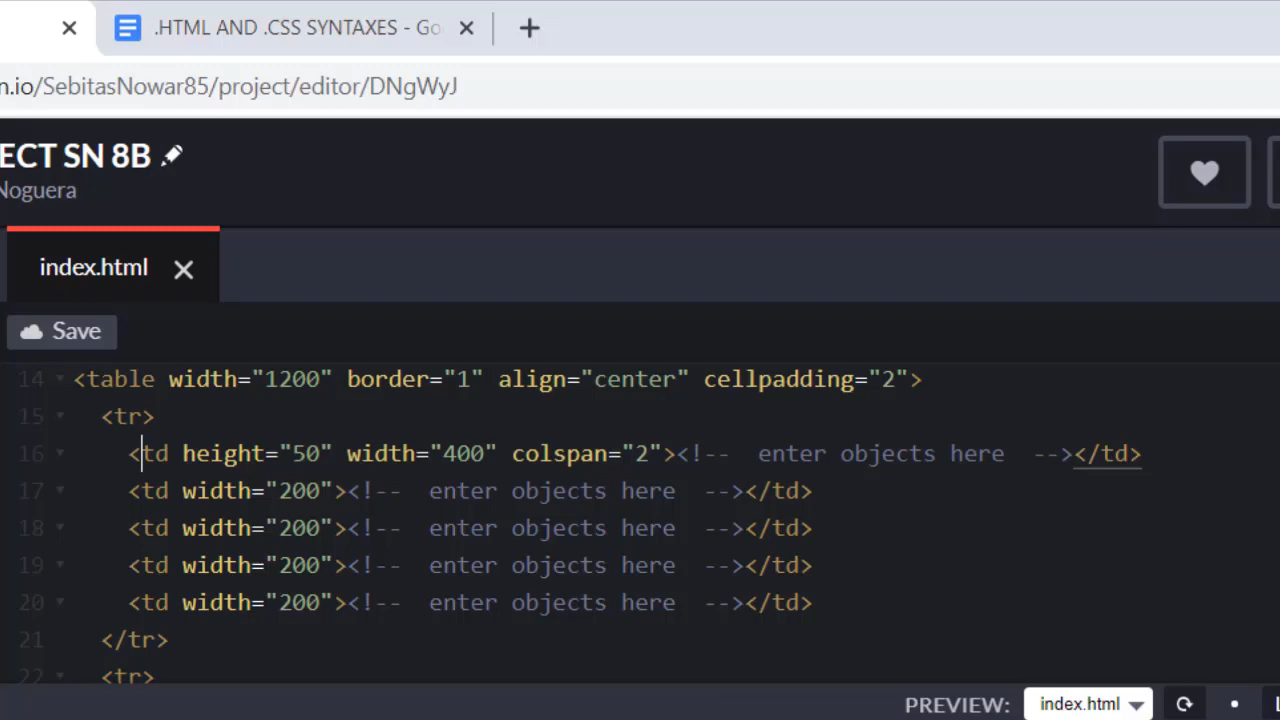 .HTML AND .CSS SYNTAXES - Go
n.io/SebitasNowar85/project/editor/DNgWyJ
ECT SN 8B
Noguera
index.html
Save
14 <table width="1200" border="1" align="center" cellpadding="2">
15 <tr>
16 <td height="50" width="400" colspan="2"><!--  enter objects here  --></td>
17 <td width="200"><!--  enter objects here  --></td>
18 <td width="200"><!--  enter objects here  --></td>
19 <td width="200"><!--  enter objects here  --></td>
20 <td width="200"><!--  enter objects here  --></td>
21 </tr>
22 <tr>
PREVIEW: index.html